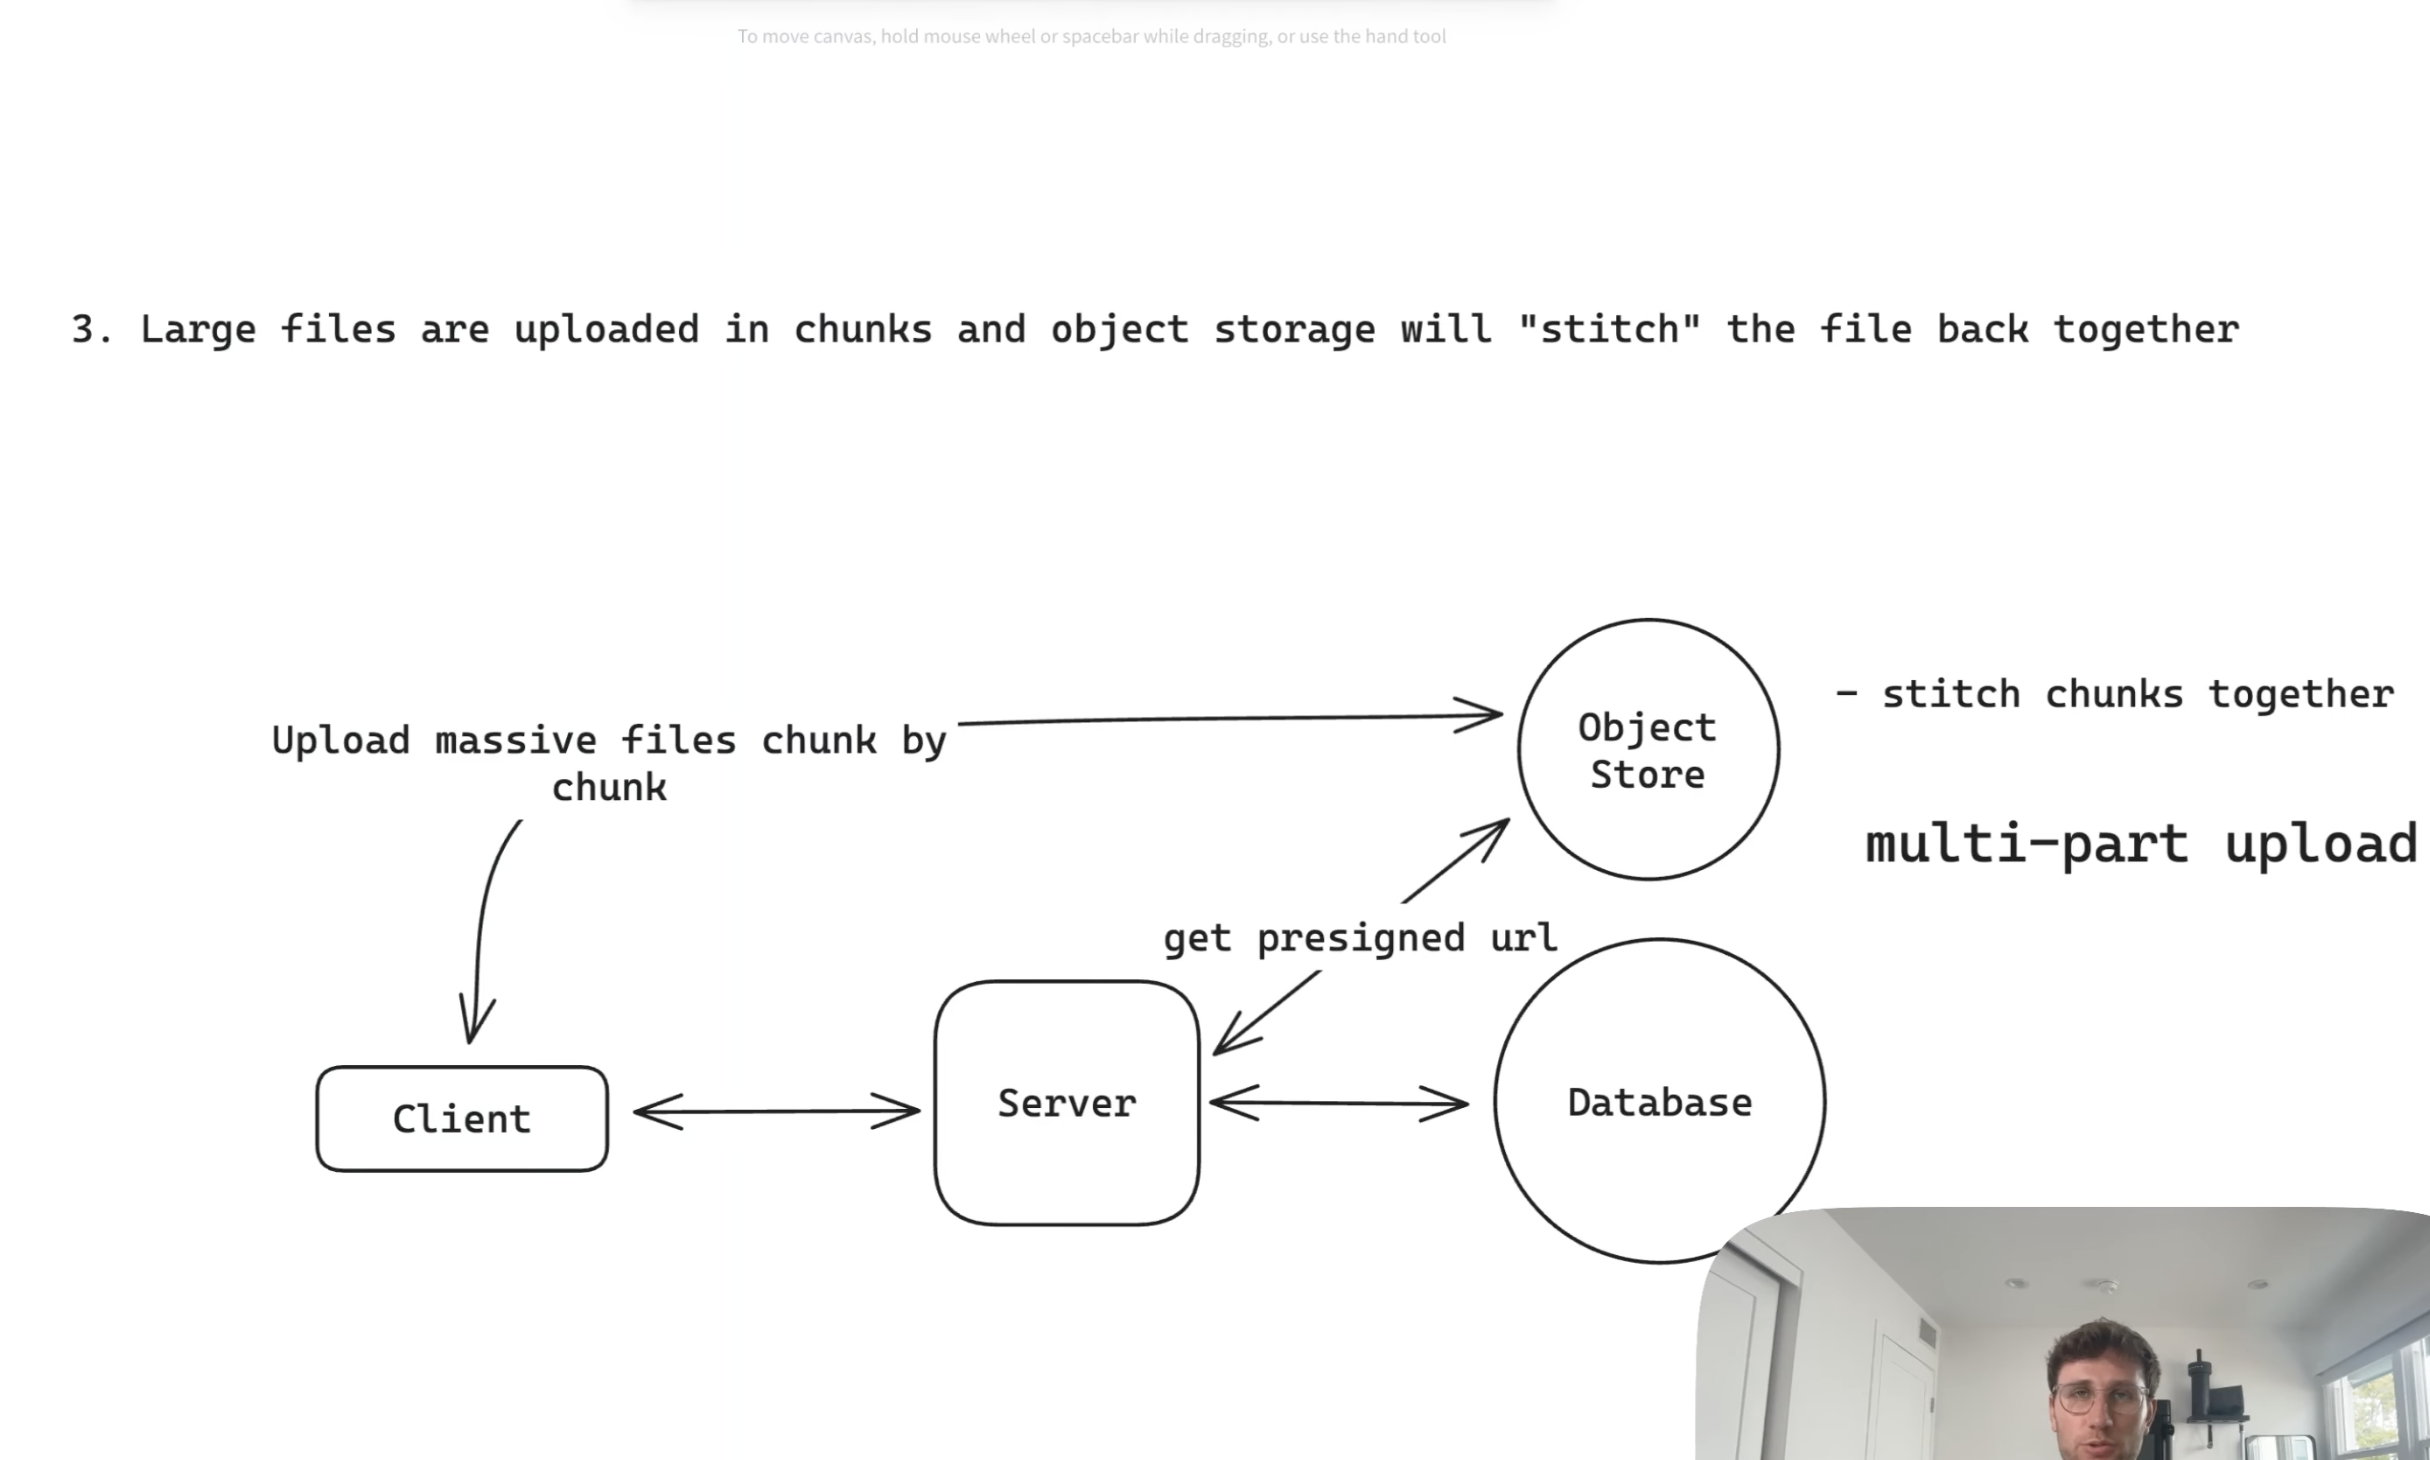 To move canvas, hold mouse wheel or spacebar while dragging, or use the hand tool
3. Large files are uploaded in chunks and object storage will "stitch" the file back together
Upload massive files chunk by
chunk
Object
Store
- stitch chunks together
multi-part upload
get presigned url
Client
Server
Database